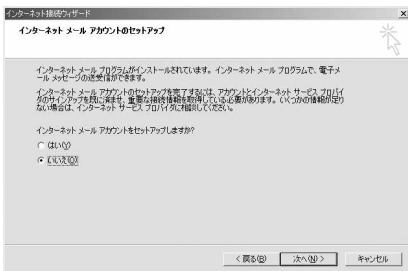 インターネット接続ウィザード
インターネット メール アカウントのセットアップ
インターネット メール プログラムがインストールされています。インターネット メール プログラムで、電子メ
ール メッセージの送受信ができます。
インターネット メール アカウントのセットアップを完了するには、アカウントとインターネット サービス プロバイ
ダのサインアップを既に済ませ、重要な接続情報を取得している必要があります。いくつかの情報が足り
ない場合は、インターネット サービス プロバイダに相談してください。
インターネット メール アカウントをセットアップしますか?
はい(Y)
いいえ(O)
< 戻る(B)
次へ(N) >
キャンセル